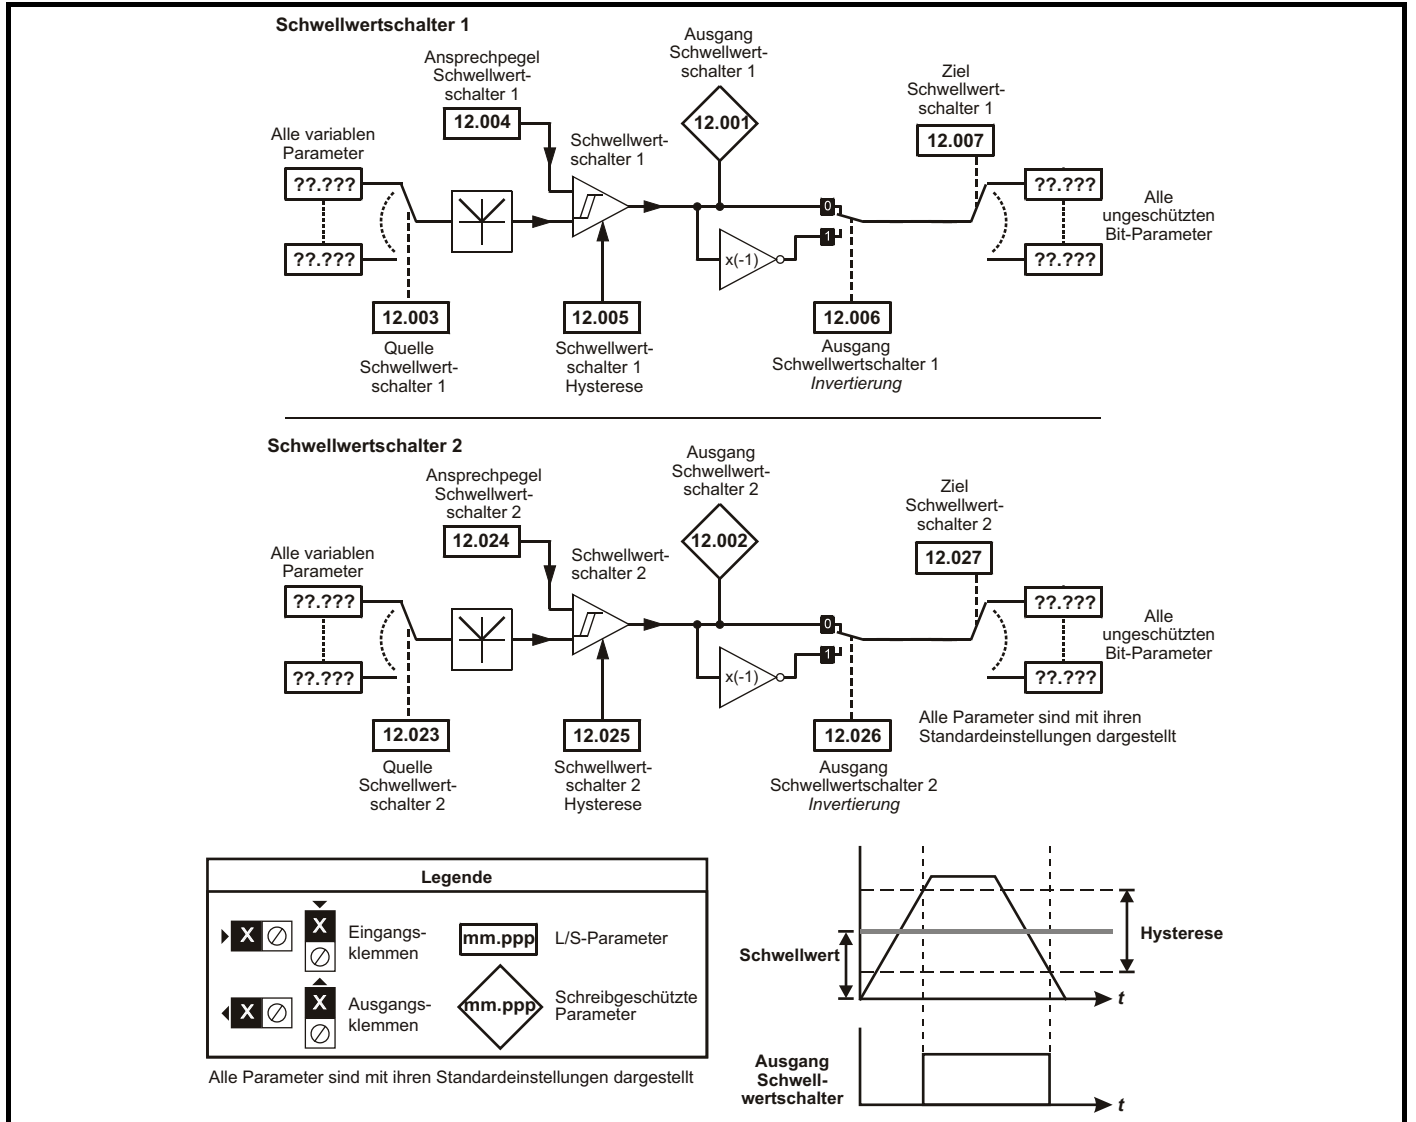 Schwellwertschalter 1
Ansprechpegel
Schwellwert-
schalter 1
12.004
Ausgang
Schwellwert-
schalter 1
12.001
Ziel
Schwellwert-
schalter 1
12.007
Alle variablen
Parameter
??.???
??.???
Schwellwert-
schalter 1
0
1
x(-1)
??.???
??.???
Alle
ungeschützten
Bit-Parameter
12.003
Quelle
Schwellwert-
schalter 1
12.005
Schwellwert-
schalter 1
Hysterese
12.006
Ausgang
Schwellwertschalter 1
Invertierung
Schwellwertschalter 2
Ansprechpegel
Schwellwert-
schalter 2
12.024
Ausgang
Schwellwert-
schalter 2
12.002
Ziel
Schwellwert-
schalter 2
12.027
Alle variablen
Parameter
??.???
??.???
Schwellwert-
schalter 2
0
1
x(-1)
??.???
??.???
Alle
ungeschützten
Bit-Parameter
12.023
Quelle
Schwellwert-
schalter 2
12.025
Schwellwert-
schalter 2
Hysterese
12.026
Ausgang
Schwellwertschalter 2
Invertierung
Alle Parameter sind mit ihren
Standardeinstellungen dargestellt
Legende
X
X
Eingangs-
klemmen
mm.ppp
L/S-Parameter
X
X
Ausgangs-
klemmen
mm.ppp
Schreibgeschützte
Parameter
Alle Parameter sind mit ihren Standardeinstellungen dargestellt
Schwellwert
Hysterese
t
Ausgang
Schwell-
wertschalter
t